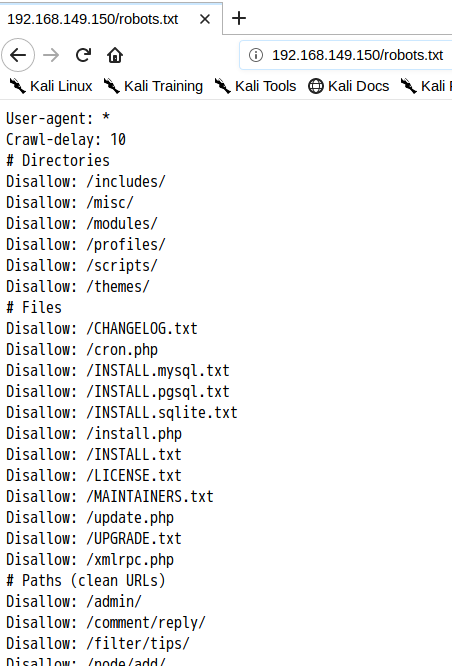 192.168.149.150/robots.txt
192.168.149.150/robots.txt
Kali Linux Kali Training Kali Tools Kali Docs Kali
User-agent: *
Crawl-delay: 10
# Directories
Disallow: /includes/
Disallow: /misc/
Disallow: /modules/
Disallow: /profiles/
Disallow: /scripts/
Disallow: /themes/
# Files
Disallow: /CHANGELOG.txt
Disallow: /cron.php
Disallow: /INSTALL.mysql.txt
Disallow: /INSTALL.pgsql.txt
Disallow: /INSTALL.sqlite.txt
Disallow: /install.php
Disallow: /INSTALL.txt
Disallow: /LICENSE.txt
Disallow: /MAINTAINERS.txt
Disallow: /update.php
Disallow: /UPGRADE.txt
Disallow: /xmlrpc.php
# Paths (clean URLs)
Disallow: /admin/
Disallow: /comment/reply/
Disallow: /filter/tips/
Disallow: /node/add/